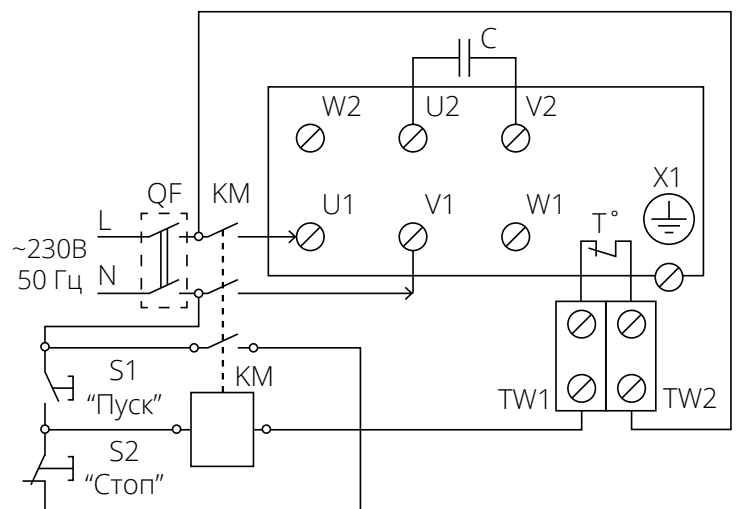 C
W2 U2 V2
QF KM
U1 V1 W1 X1
T°
L
~230В
50 Гц
N
S1
“Пуск”
KM
TW1 TW2
S2
“Стоп”